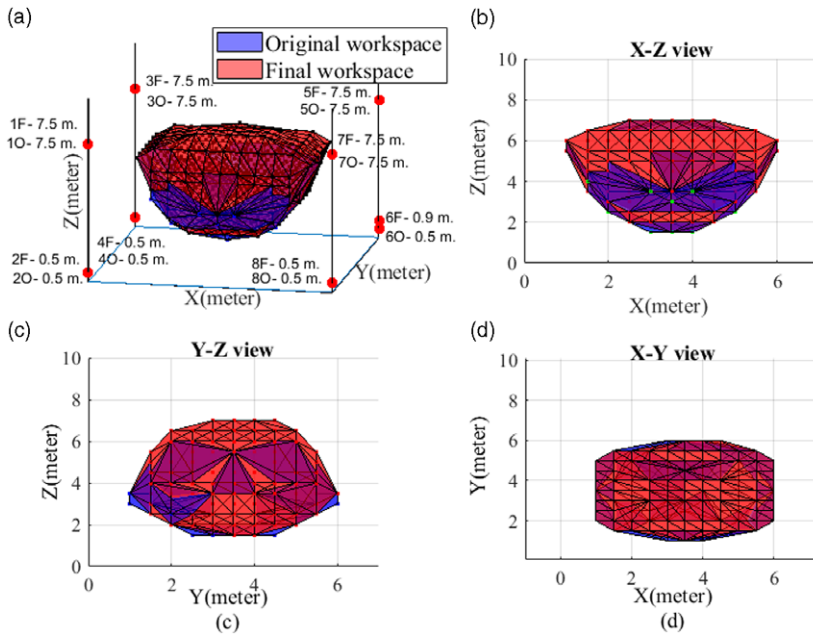 (a)
Original workspace
Final workspace
3F- 7.5 m.
3O- 7.5 m.
5F- 7.5 m.
5O- 7.5 m.
1F- 7.5 m.
1O- 7.5 m.
7F- 7.5 m.
7O- 7.5 m.
Z(meter)
4F- 0.5 m.
4O- 0.5 m.
6F- 0.9 m.
6O- 0.5 m.
2F- 0.5 m.
2O- 0.5 m.
8F- 0.5 m.
8O- 0.5 m.
X(meter)
Y(meter)
(b)
X-Z view
10
8
6
4
2
0
Z(meter)
0 2 4 6
X(meter)
(c)
Y-Z view
10
8
6
4
2
0
Z(meter)
0 2 4 6
Y(meter)
(c)
(d)
X-Y view
10
8
6
4
2
Y(meter)
0 2 4 6
X(meter)
(d)